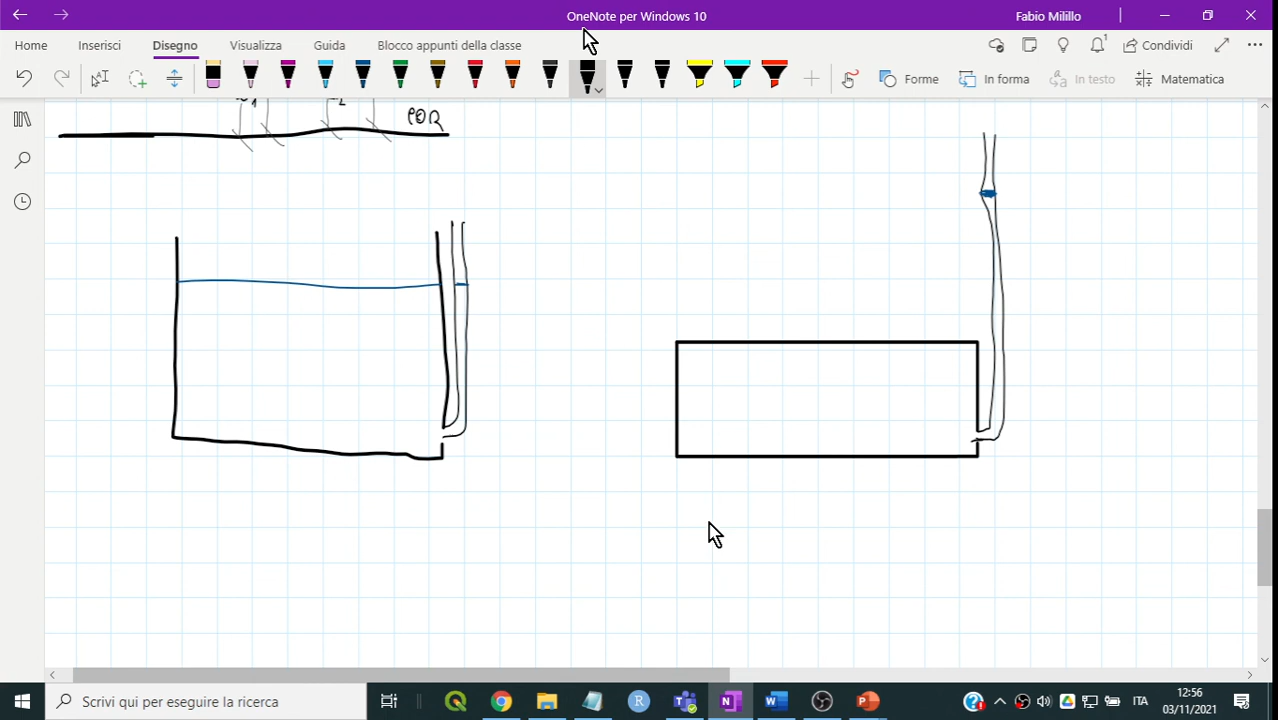 OneNote per Windows 10
Fabio Milillo
Home
Inserisci
Disegno
Visualizza
Guida
Blocco appunti della classe
Condividi
Forme
In forma
In testo
Matematica
POR
Scrivi qui per eseguire la ricerca
ITA
12:56
03/11/2021